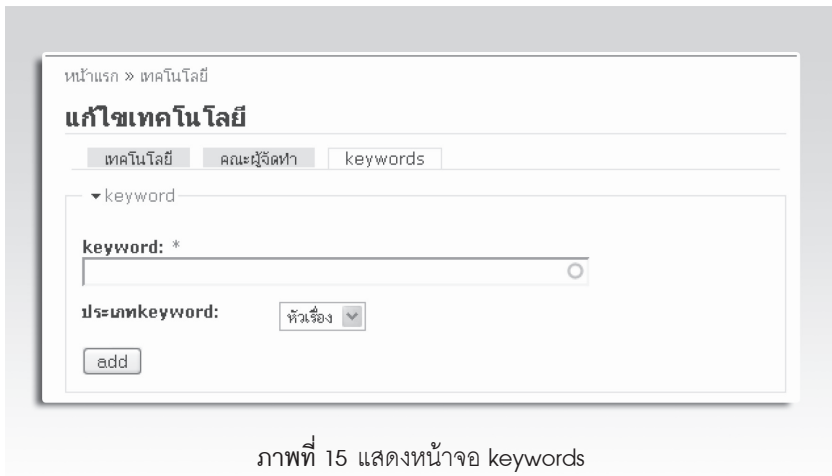 หน้าแรก » เทคโนโลยี
แก้ไขเทคโนโลยี
เทคโนโลยี คณะผู้จัดทำ keywords
keyword
keyword: *
ประเภทkeyword: หัวเรื่อง
add
ภาพที่ 15 แสดงหน้าจอ keywords